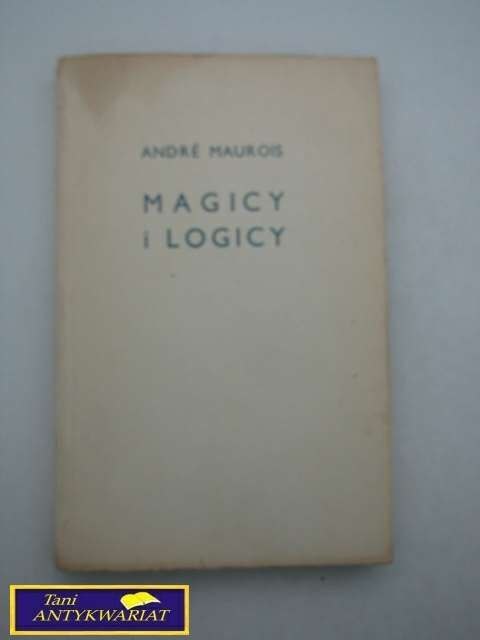 ANDRÉ MAUROIS
MAGICY
i LOGICY
Tani
ANTYKWARIAT